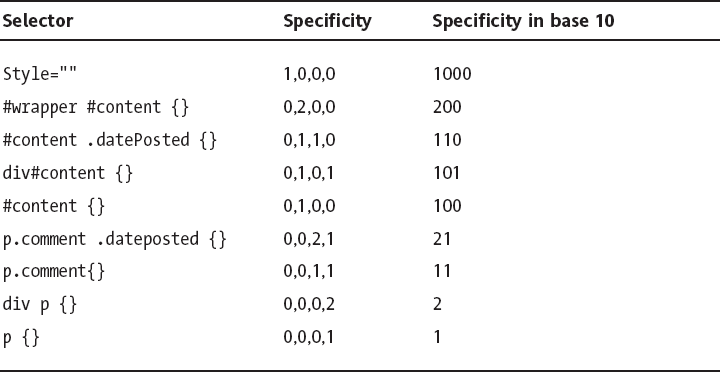 Selector Specificity Specificity in base 10
Style="" 1,0,0,0 1000
#wrapper #content {} 0,2,0,0 200
#content .datePosted {} 0,1,1,0 110
div#content {} 0,1,0,1 101
#content {} 0,1,0,0 100
p.comment .dateposted {} 0,0,2,1 21
p.comment{} 0,0,1,1 11
div p {} 0,0,0,2 2
p {} 0,0,0,1 1